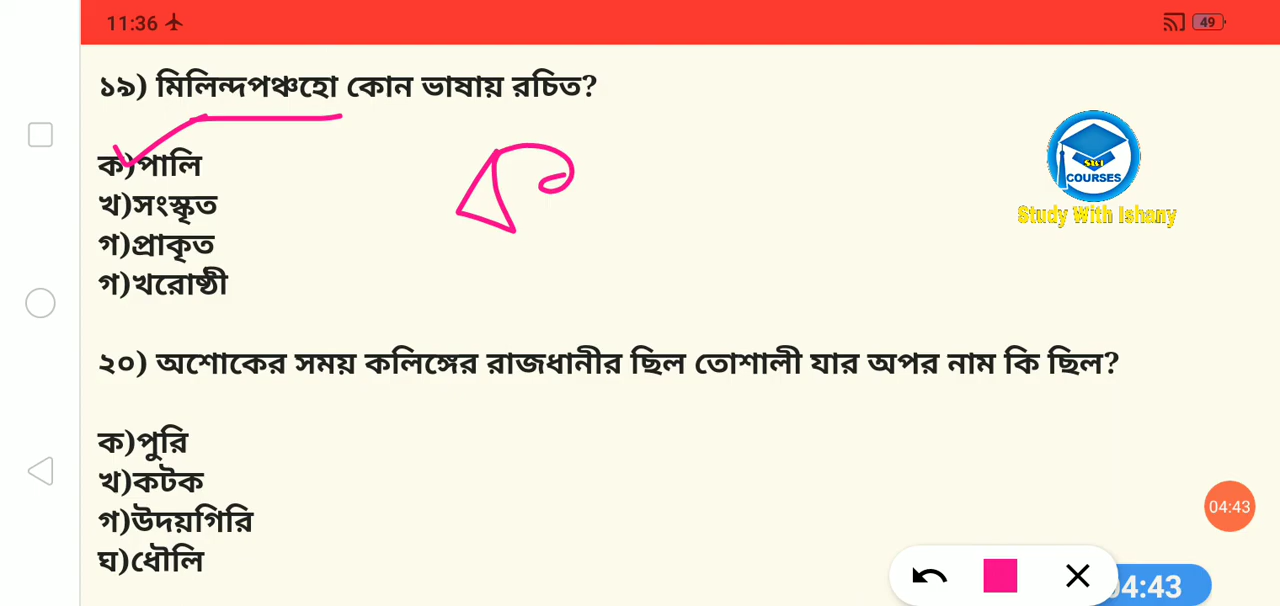 11:36
49
১৯) মিলিন্দপঞ্চহো কোন ভাষায় রচিত?
ক)পালি
খ)সংস্কৃত
গ)প্রাকৃত
গ)খরোষ্ঠী
COURSES
Study With Ishany
২০) অশোকের সময় কলিঙ্গের রাজধানীর ছিল তোশালী যার অপর নাম কি ছিল?
ক)পুরি
খ)কটক
গ)উদয়গিরি
ঘ)ধৌলি
04:43
04:43